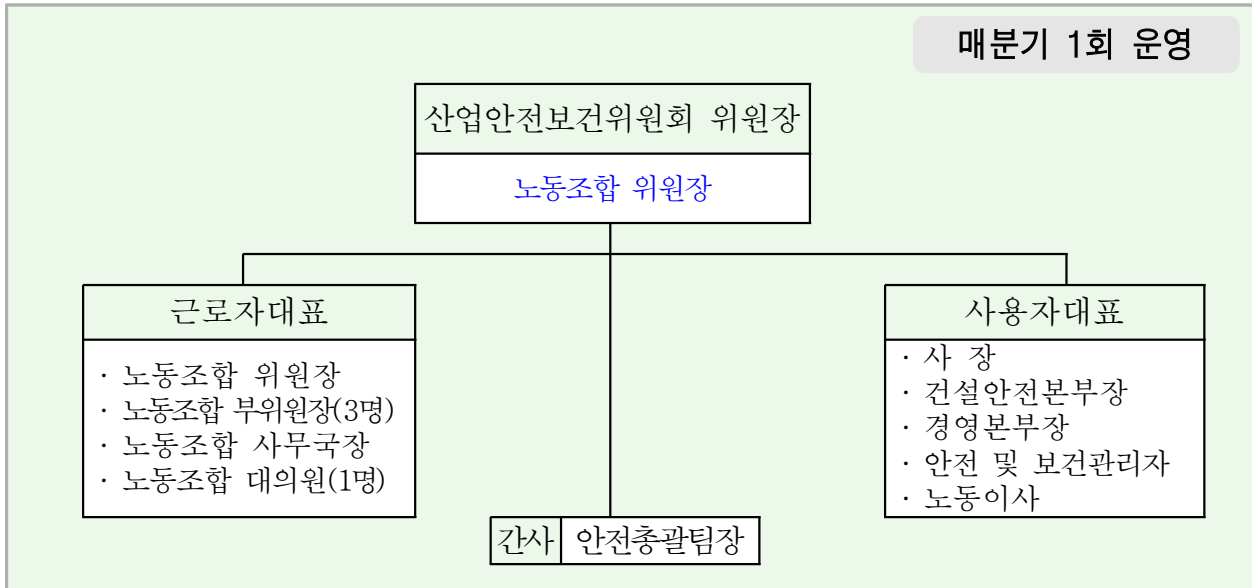 매분기 1회 운영
산업안전보건위원회 위원장
노동조합 위원장
근로자대표
· 노동조합 위원장
· 노동조합 부위원장(3명)
· 노동조합 사무국장
· 노동조합 대의원(1명)
사용자대표
· 사 장
· 건설안전본부장
· 경영본부장
· 안전 및 보건관리자
· 노동이사
간사 안전총괄팀장